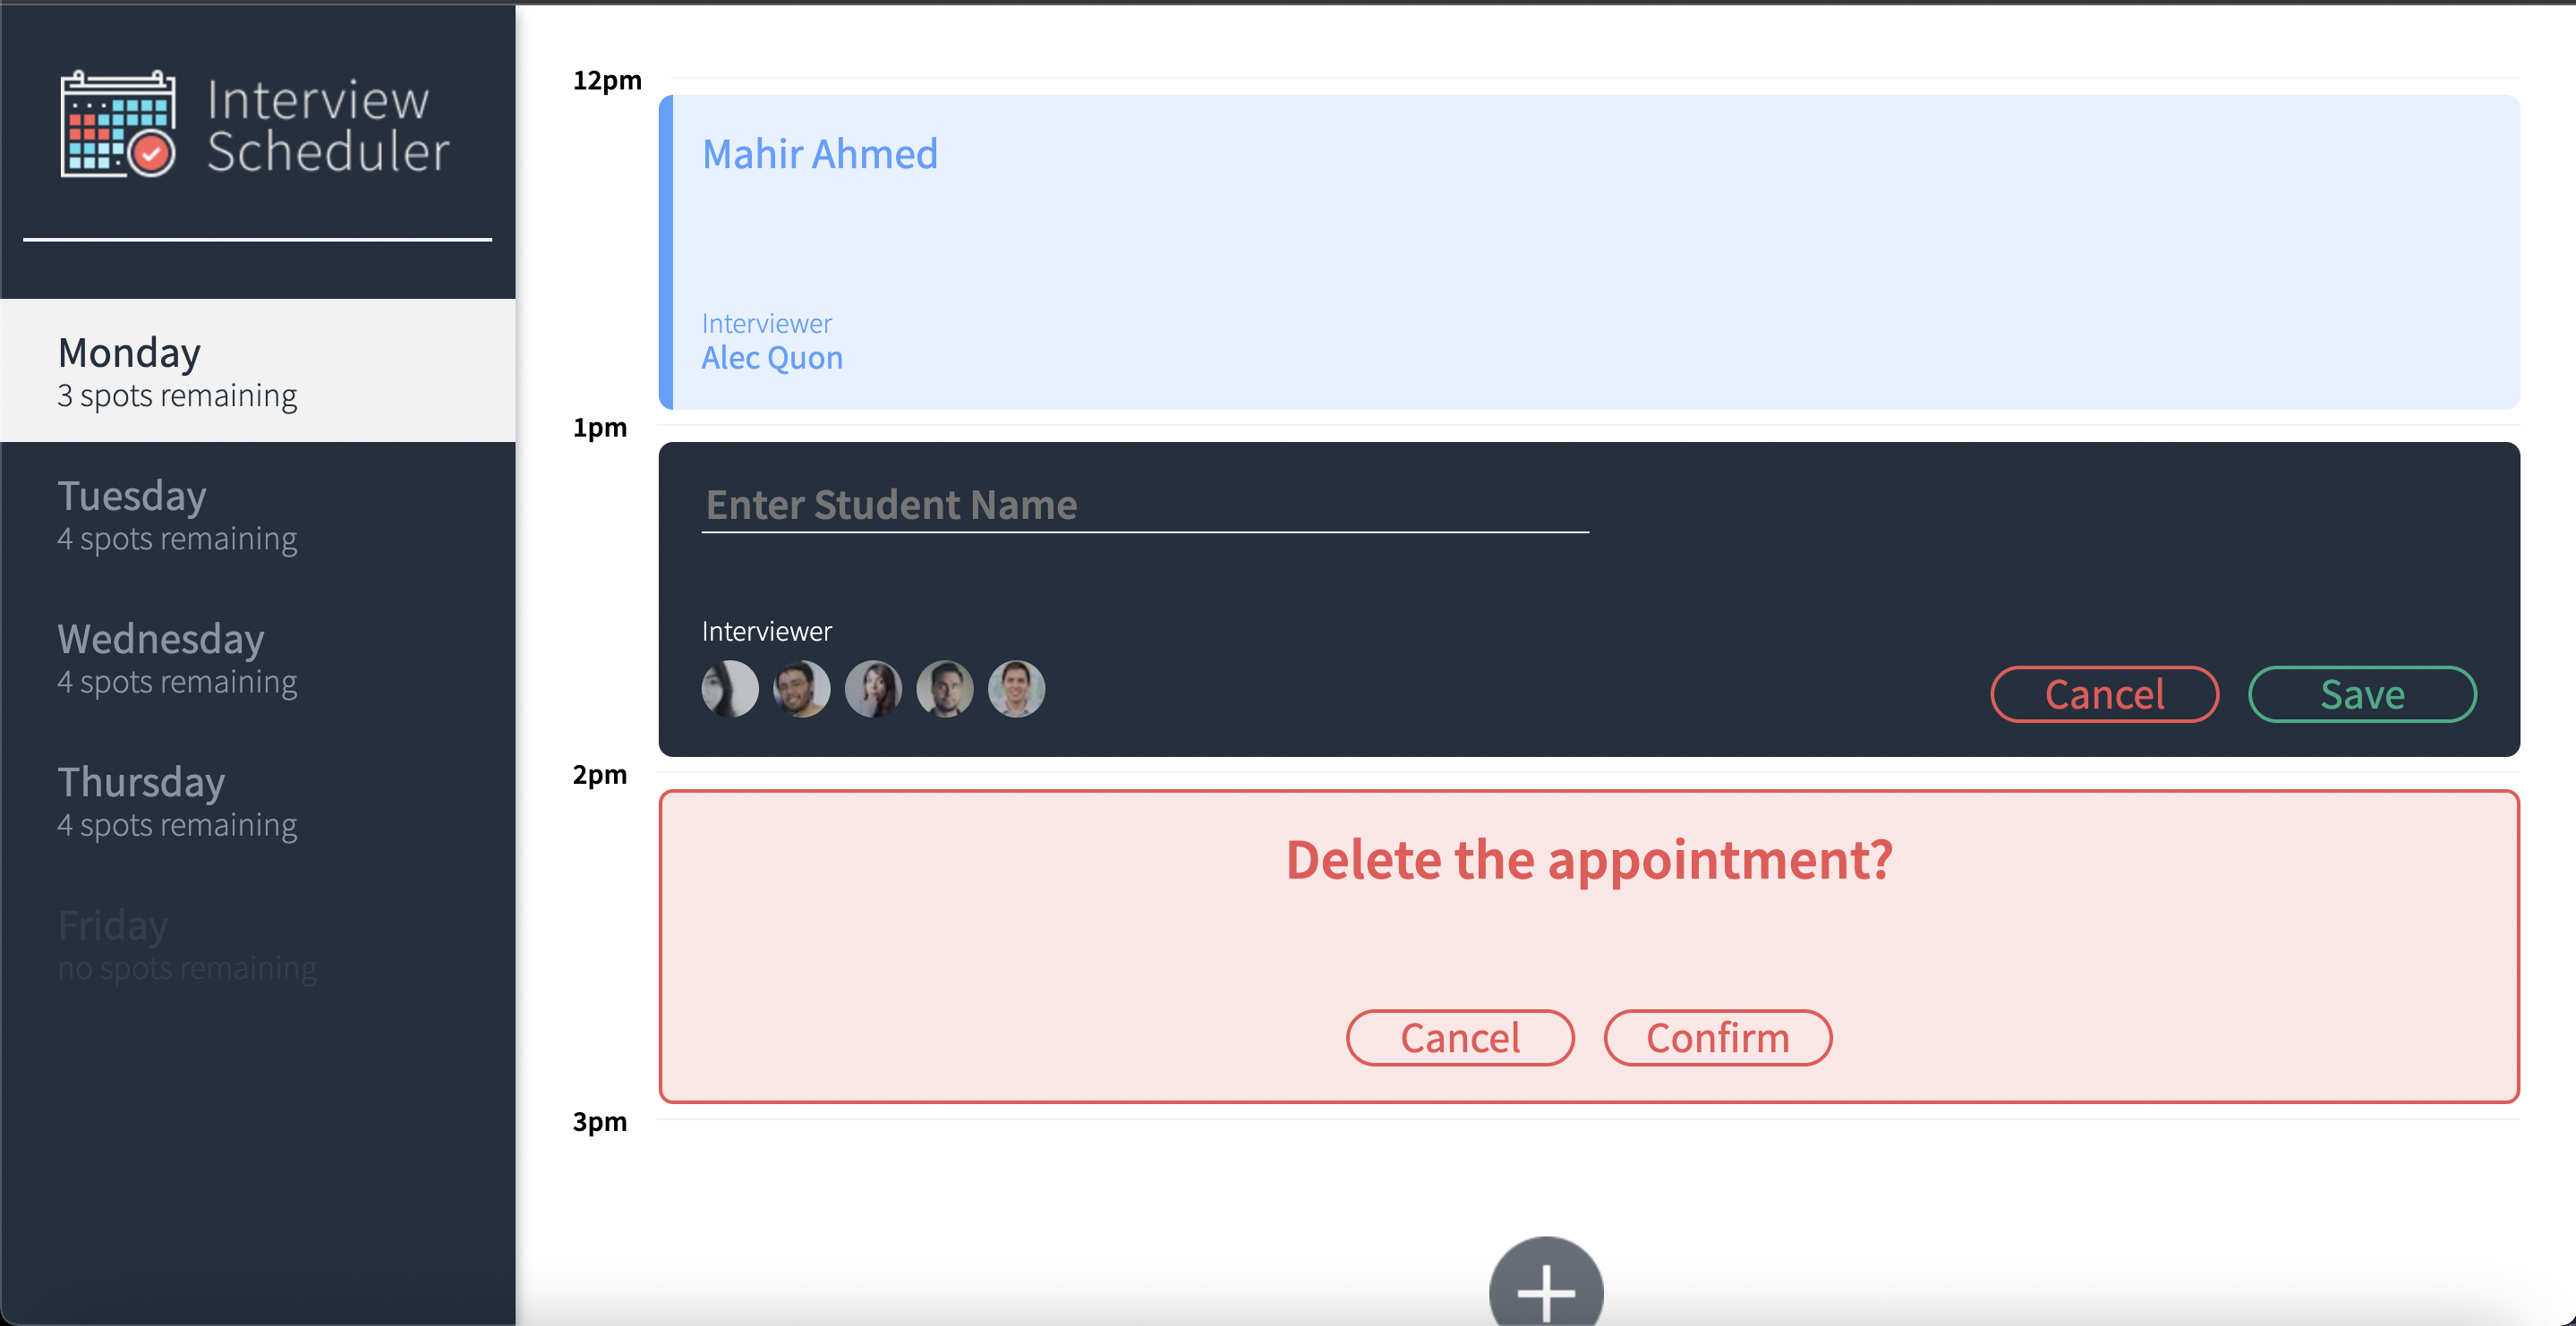 Interview
Scheduler
Monday
3 spots remaining
Tuesday
4 spots remaining
Wednesday
4 spots remaining
Thursday
4 spots remaining
Friday
no spots remaining
12pm
Mahir Ahmed
Interviewer
Alec Quon
1pm
Enter Student Name
Interviewer
Cancel Save
2pm
Delete the appointment?
Cancel Confirm
3pm